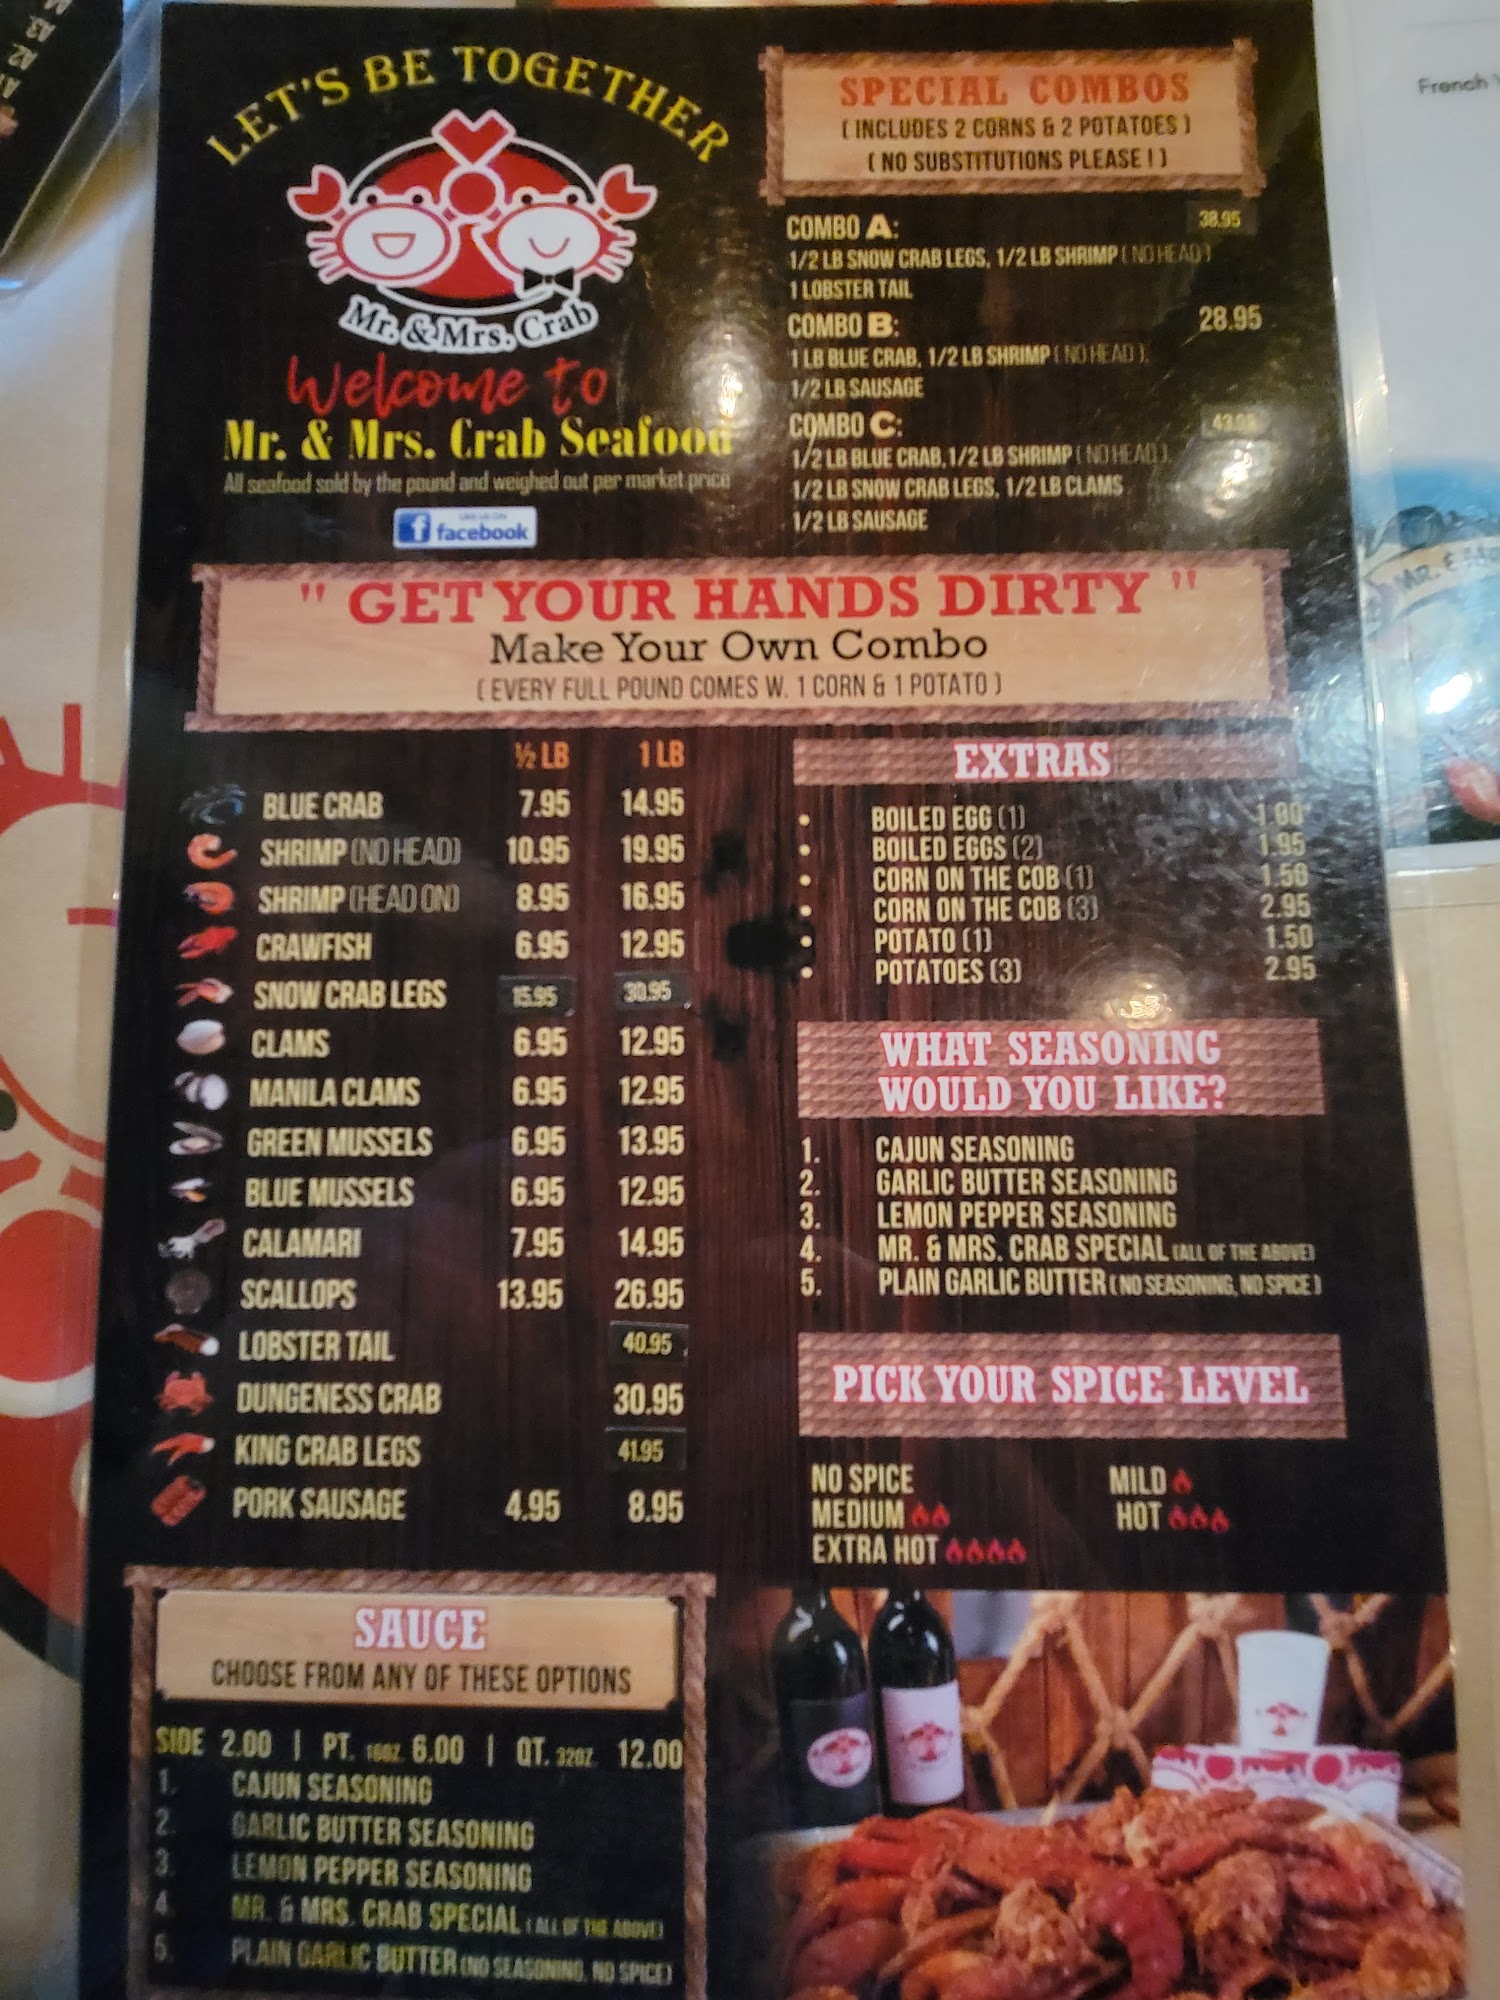 LET'S BE TOGETHER
Mr. & Mrs. Crab
Welcome to
Mr. & Mrs. Crab Seafood
All seafood sold by the pound and weighed out per market price
LIKE US ON
facebook
SPECIAL COMBOS
( INCLUDES 2 CORNS & 2 POTATOES )
( NO SUBSTITUTIONS PLEASE ! )
COMBO A: 38.95
1/2 LB SNOW CRAB LEGS, 1/2 LB SHRIMP ( NO HEAD )
1 LOBSTER TAIL
COMBO B: 28.95
1 LB BLUE CRAB, 1/2 LB SHRIMP ( NO HEAD ),
1/2 LB SAUSAGE
COMBO C: 43.95
1/2 LB BLUE CRAB, 1/2 LB SHRIMP ( NO HEAD ),
1/2 LB SNOW CRAB LEGS, 1/2 LB CLAMS
1/2 LB SAUSAGE
" GET YOUR HANDS DIRTY "
Make Your Own Combo
( EVERY FULL POUND COMES W. 1 CORN & 1 POTATO )
½ LB 1 LB
BLUE CRAB 7.95 14.95
SHRIMP (NO HEAD) 10.95 19.95
SHRIMP (HEAD ON) 8.95 16.95
CRAWFISH 6.95 12.95
SNOW CRAB LEGS 15.95 30.95
CLAMS 6.95 12.95
MANILA CLAMS 6.95 12.95
GREEN MUSSELS 6.95 13.95
BLUE MUSSELS 6.95 12.95
CALAMARI 7.95 14.95
SCALLOPS 13.95 26.95
LOBSTER TAIL 40.95
DUNGENESS CRAB 30.95
KING CRAB LEGS 41.95
PORK SAUSAGE 4.95 8.95
EXTRAS
• BOILED EGG (1) 1.00
• BOILED EGGS (2) 1.95
• CORN ON THE COB (1) 1.50
• CORN ON THE COB (3) 2.95
• POTATO (1) 1.50
• POTATOES (3) 2.95
WHAT SEASONING
WOULD YOU LIKE?
1. CAJUN SEASONING
2. GARLIC BUTTER SEASONING
3. LEMON PEPPER SEASONING
4. MR. & MRS. CRAB SPECIAL (ALL OF THE ABOVE)
5. PLAIN GARLIC BUTTER ( NO SEASONING, NO SPICE )
PICK YOUR SPICE LEVEL
NO SPICE MILD
MEDIUM HOT
EXTRA HOT
SAUCE
CHOOSE FROM ANY OF THESE OPTIONS
SIDE 2.00 | PT. 16OZ. 6.00 | QT. 32OZ. 12.00
1. CAJUN SEASONING
2. GARLIC BUTTER SEASONING
3. LEMON PEPPER SEASONING
4. MR. & MRS. CRAB SPECIAL ( ALL OF THE ABOVE)
5. PLAIN GARLIC BUTTER (NO SEASONING, NO SPICE)
French
A1 A2 A3